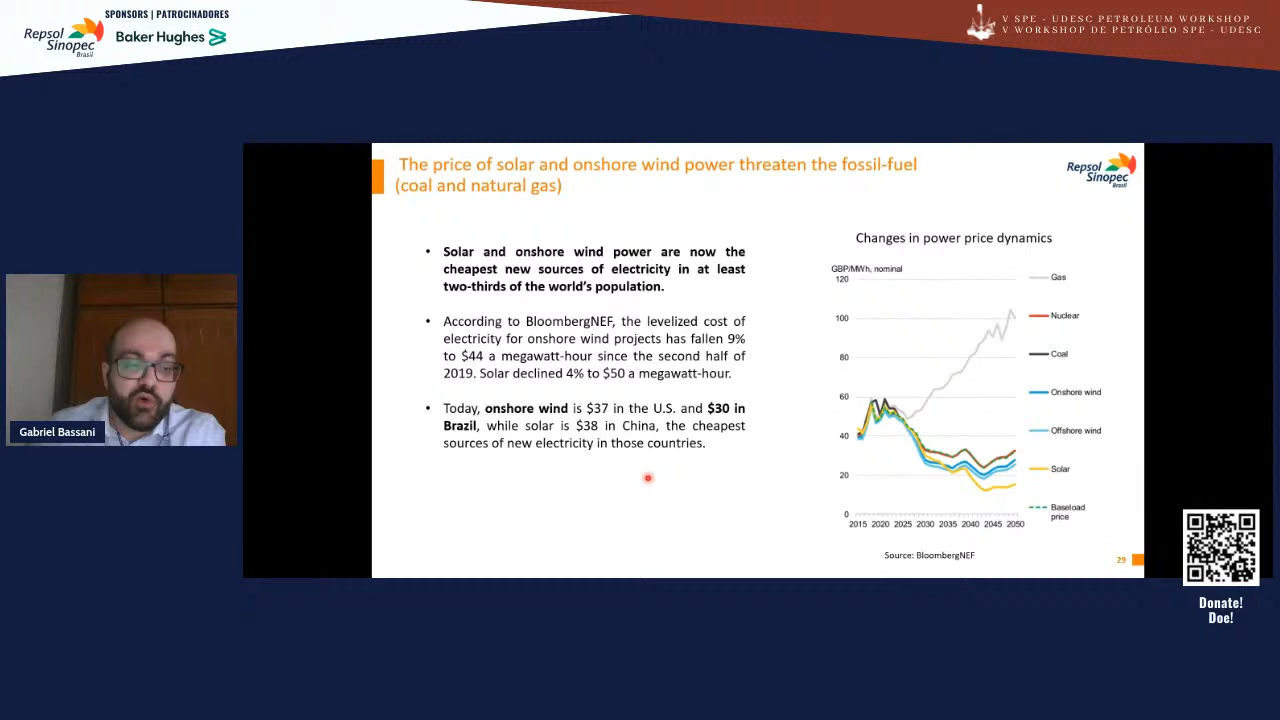 SPONSORS | PATROCINADORES
Repsol
Sinopec
Brasil
Baker Hughes
V SPE - UDESC PETROLEUM WORKSHOP
V WORKSHOP DE PETRÓLEO SPE - UDESC
The price of solar and onshore wind power threaten the fossil-fuel
(coal and natural gas)
Repsol
Sinopec
Brasil
• Solar and onshore wind power are now the
cheapest new sources of electricity in at least
two-thirds of the world's population.
• According to BloombergNEF, the levelized cost of
electricity for onshore wind projects has fallen 9%
to $44 a megawatt-hour since the second half of
2019. Solar declined 4% to $50 a megawatt-hour.
• Today, onshore wind is $37 in the U.S. and $30 in
Brazil, while solar is $38 in China, the cheapest
sources of new electricity in those countries.
Changes in power price dynamics
GBP/MWh, nominal
120
100
80
60
40
20
0
2015 2020 2025 2030 2035 2040 2045 2050
Gas
Nuclear
Coal
Onshore wind
Offshore wind
Solar
Baseload
price
Source: BloombergNEF
29
Gabriel Bassani
Donate!
Doe!